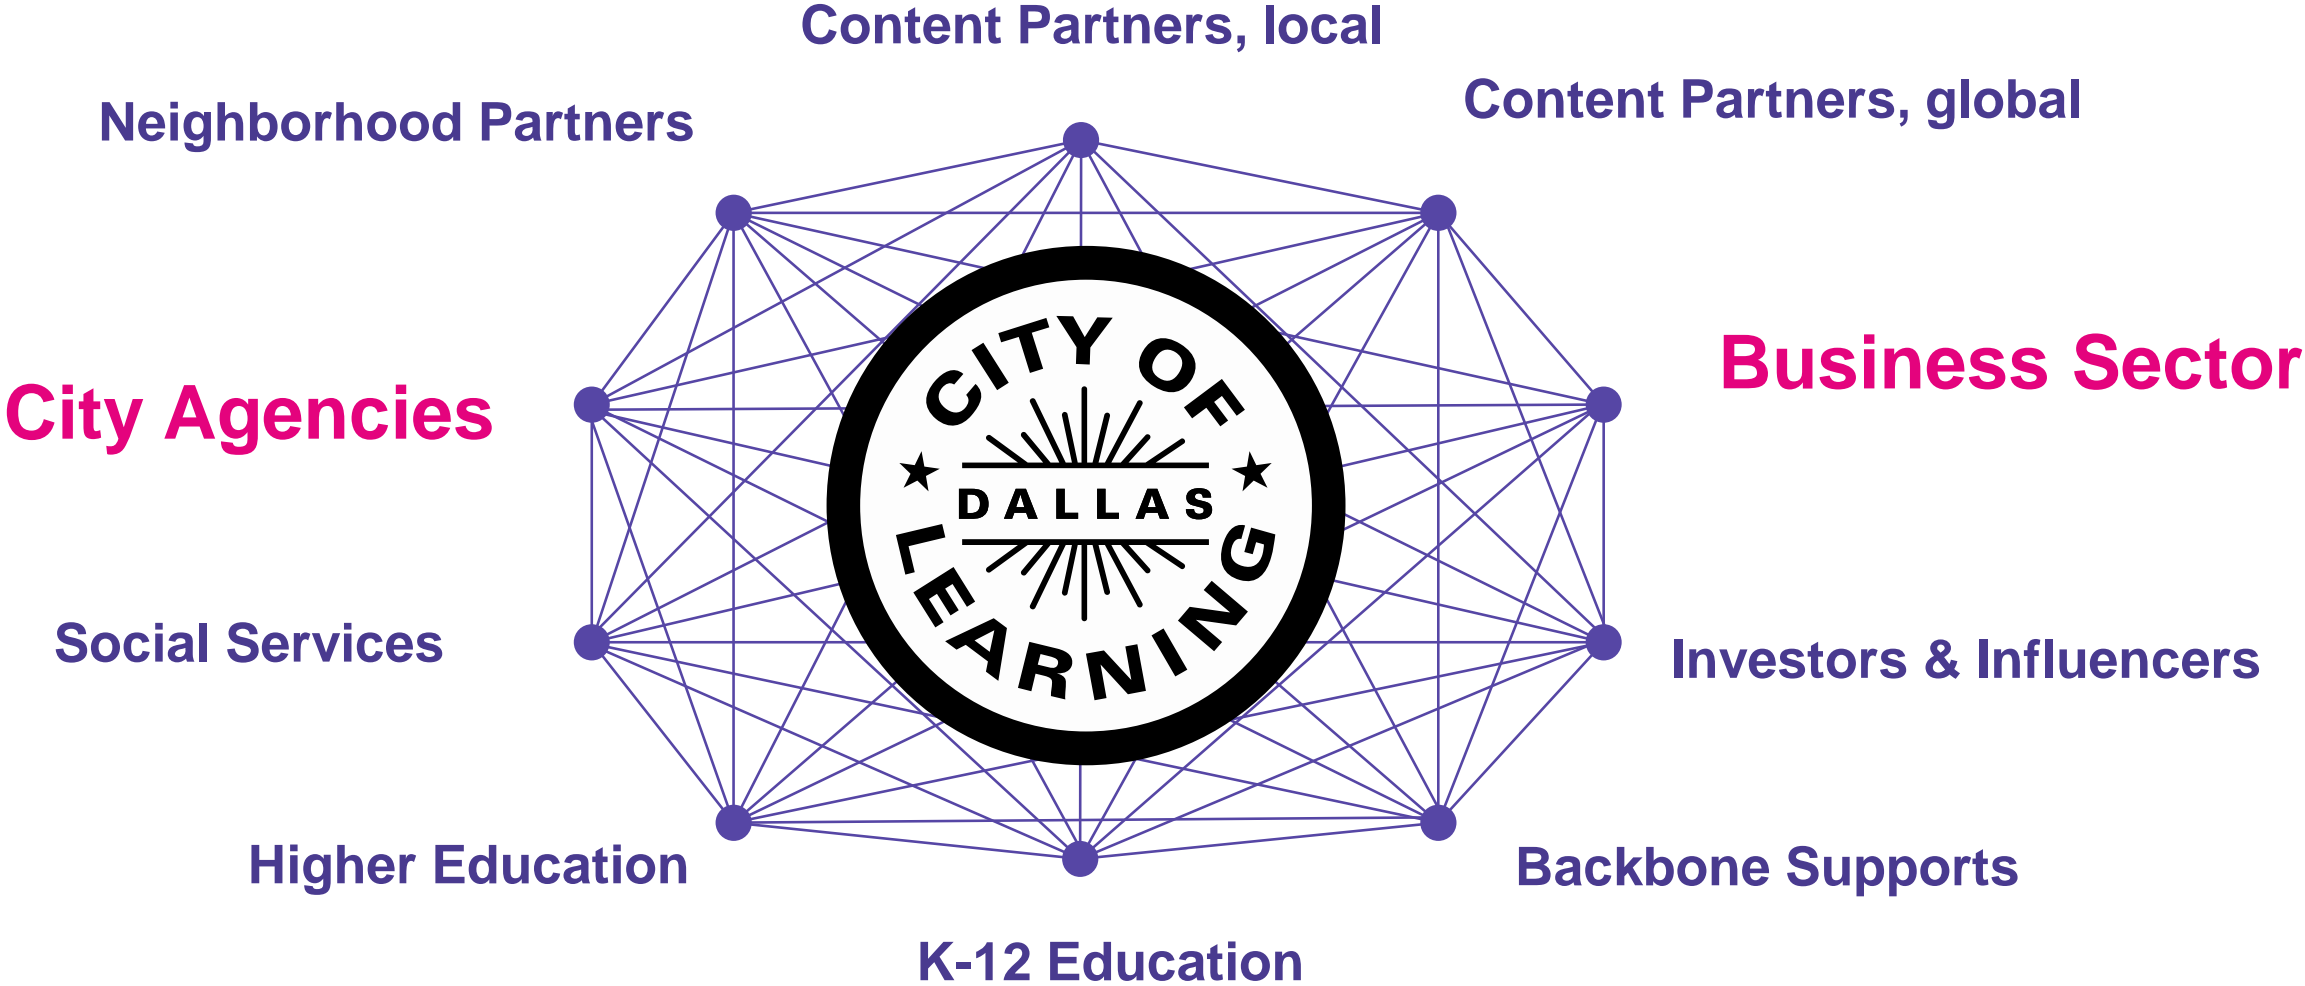 Content Partners, local
Content Partners, global
Neighborhood Partners
Business Sector
City Agencies
CITY OF
DALLAS
LEARNING
Social Services
Investors & Influencers
Higher Education
Backbone Supports
K-12 Education